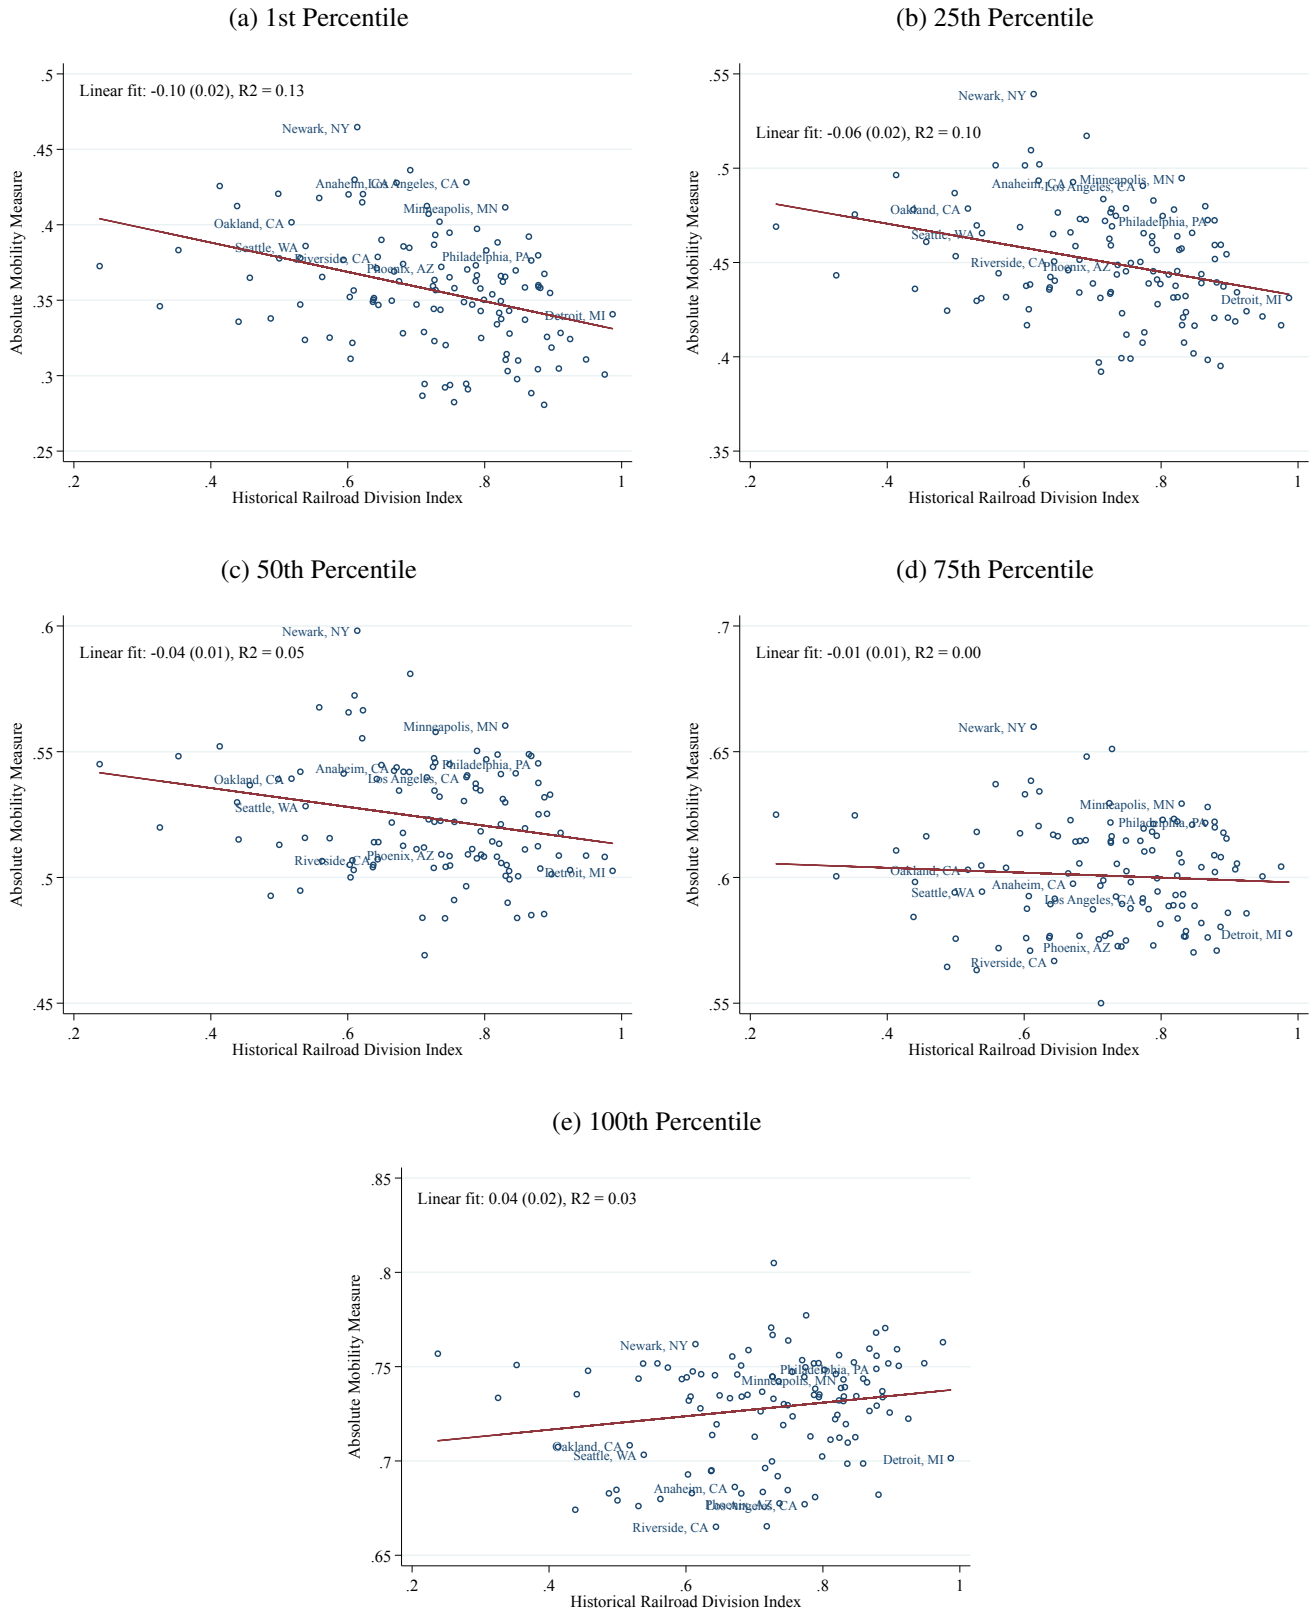 (a) 1st Percentile
Absolute Mobility Measure
.5
.45
.4
.35
.3
.25
Linear fit: -0.10 (0.02), R2 = 0.13
Newark, NY
Anaheim, CA
Los Angeles, CA
Minneapolis, MN
Oakland, CA
Seattle, WA
Riverside, CA
Philadelphia, PA
Phoenix, AZ
Detroit, MI
.2 .4 .6 .8 1
Historical Railroad Division Index
(b) 25th Percentile
Absolute Mobility Measure
.55
.5
.45
.4
.35
Newark, NY
Linear fit: -0.06 (0.02), R2 = 0.10
Anaheim, CA
Minneapolis, MN
Los Angeles, CA
Oakland, CA
Philadelphia, PA
Seattle, WA
Riverside, CA
Phoenix, AZ
Detroit, MI
.2 .4 .6 .8 1
Historical Railroad Division Index
(c) 50th Percentile
Absolute Mobility Measure
.6
.55
.5
.45
Newark, NY
Linear fit: -0.04 (0.01), R2 = 0.05
Minneapolis, MN
Anaheim, CA
Philadelphia, PA
Oakland, CA
Los Angeles, CA
Seattle, WA
Riverside, CA
Phoenix, AZ
Detroit, MI
.2 .4 .6 .8 1
Historical Railroad Division Index
(d) 75th Percentile
Absolute Mobility Measure
.7
.65
.6
.55
Linear fit: -0.01 (0.01), R2 = 0.00
Newark, NY
Minneapolis, MN
Philadelphia, PA
Oakland, CA
Anaheim, CA
Seattle, WA
Los Angeles, CA
Detroit, MI
Phoenix, AZ
Riverside, CA
.2 .4 .6 .8 1
Historical Railroad Division Index
(e) 100th Percentile
Absolute Mobility Measure
.85
.8
.75
.7
.65
Linear fit: 0.04 (0.02), R2 = 0.03
Newark, NY
Philadelphia, PA
Minneapolis, MN
Oakland, CA
Seattle, WA
Detroit, MI
Anaheim, CA
Phoenix, AZ
Los Angeles, CA
Riverside, CA
.2 .4 .6 .8 1
Historical Railroad Division Index